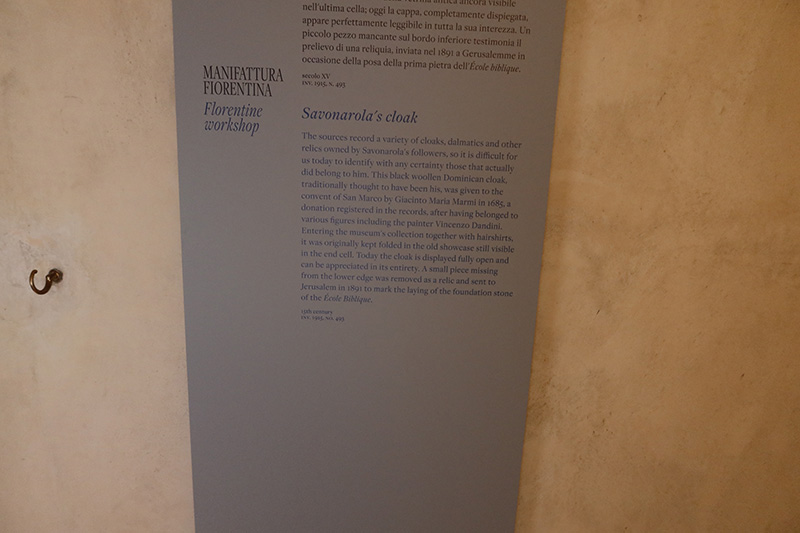 nell'ultima cella; oggi la cappa, completamente dispiegata,
appare perfettamente leggibile in tutta la sua interezza. Un
piccolo pezzo mancante sul bordo inferiore testimonia il
prelievo di una reliquia, inviata nel 1891 a Gerusalemme in
occasione della posa della prima pietra dell'École biblique.
secolo XV
inv. 1915, n. 495
MANIFATTURA
FIORENTINA
Florentine
workshop
Savonarola's cloak
The sources record a variety of cloaks, dalmatics and other
relics owned by Savonarola's followers, so it is difficult for
us today to identify with any certainty those that actually
did belong to him. This black woollen Dominican cloak,
traditionally thought to have been his, was given to the
convent of San Marco by Giacinto Maria Marmi in 1685, a
donation registered in the records, after having belonged to
various figures including the painter Vincenzo Dandini.
Entering the museum's collection together with hairshirts,
it was originally kept folded in the old showcase still visible
in the end cell. Today the cloak is displayed fully open and
can be appreciated in its entirety. A small piece missing
from the lower edge was removed as a relic and sent to
Jerusalem in 1891 to mark the laying of the foundation stone
of the École Biblique.
15th century
inv. 1915, no. 495